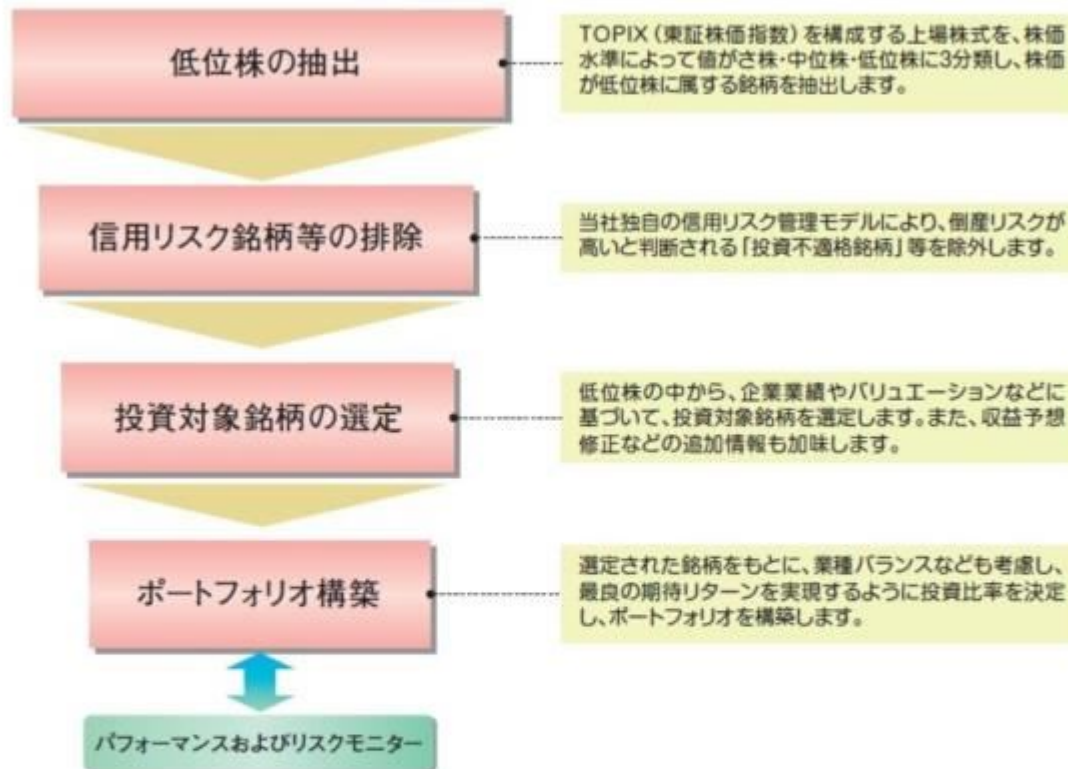 低位株の抽出
TOPIX(東証株価指数)を構成する上場株式を、株価
水準によって値がさ株・中位株・低位株に3分類し、株価
が低位株に属する銘柄を抽出します。
信用リスク銘柄等の排除
当社独自の信用リスク管理モデルにより、倒産リスクが
高いと判断される「投資不適格銘柄」等を除外します。
投資対象銘柄の選定
低位株の中から、企業業績やバリュエーションなどに
基づいて、投資対象銘柄を選定します。また、収益予想
修正などの追加情報も加味します。
ポートフォリオ構築
選定された銘柄をもとに、業種バランスなども考慮し、
最良の期待リターンを実現するように投資比率を決定
し、ポートフォリオを構築します。
パフォーマンスおよびリスクモニター